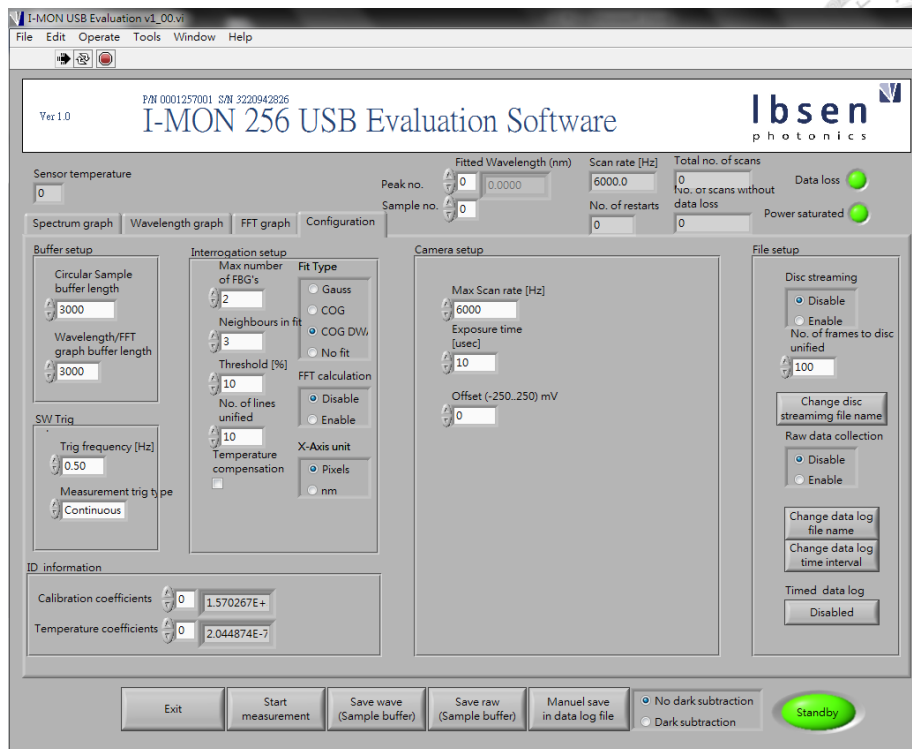 I-MON USB Evaluation v1_00.vi
File Edit Operate Tools Window Help
Ver 1.0
P/N 0001257001 S/N 3220942826
I-MON 256 USB Evaluation Software
Ibsen
photonics
Sensor temperature
0
Peak no.
0
Fitted Wavelength (nm)
0.0000
Sample no.
0
Scan rate [Hz]
6000.0
No. of restarts
0
Total no. of scans
0
No. of scans without
data loss
0
Data loss
Power saturated
Spectrum graph
Wavelength graph
FFT graph
Configuration
Buffer setup
Circular Sample
buffer length
3000
Wavelength/FFT
graph buffer length
3000
SW Trig
Trig frequency [Hz]
0.50
Measurement trig type
Continuous
Interrogation setup
Max number
of FBG's
2
Neighbours in fit
3
Threshold [%]
10
No. of lines
unified
10
Temperature
compensation
Fit Type
Gauss
COG
COG DW
No fit
FFT calculation
Disable
Enable
X-Axis unit
Pixels
nm
Camera setup
Max Scan rate [Hz]
6000
Exposure time
[usec]
10
Offset (-250..250) mV
0
File setup
Disc streaming
Disable
Enable
No. of frames to disc
unified
100
Change disc
streamimg file name
Raw data collection
Disable
Enable
Change data log
file name
Change data log
time interval
Timed data log
Disabled
ID information
Calibration coefficients
0
1.570267E+
Temperature coefficients
0
2.044874E-7
Exit
Start
measurement
Save wave
(Sample buffer)
Save raw
(Sample buffer)
Manual save
in data log file
No dark subtraction
Dark subtraction
Standby